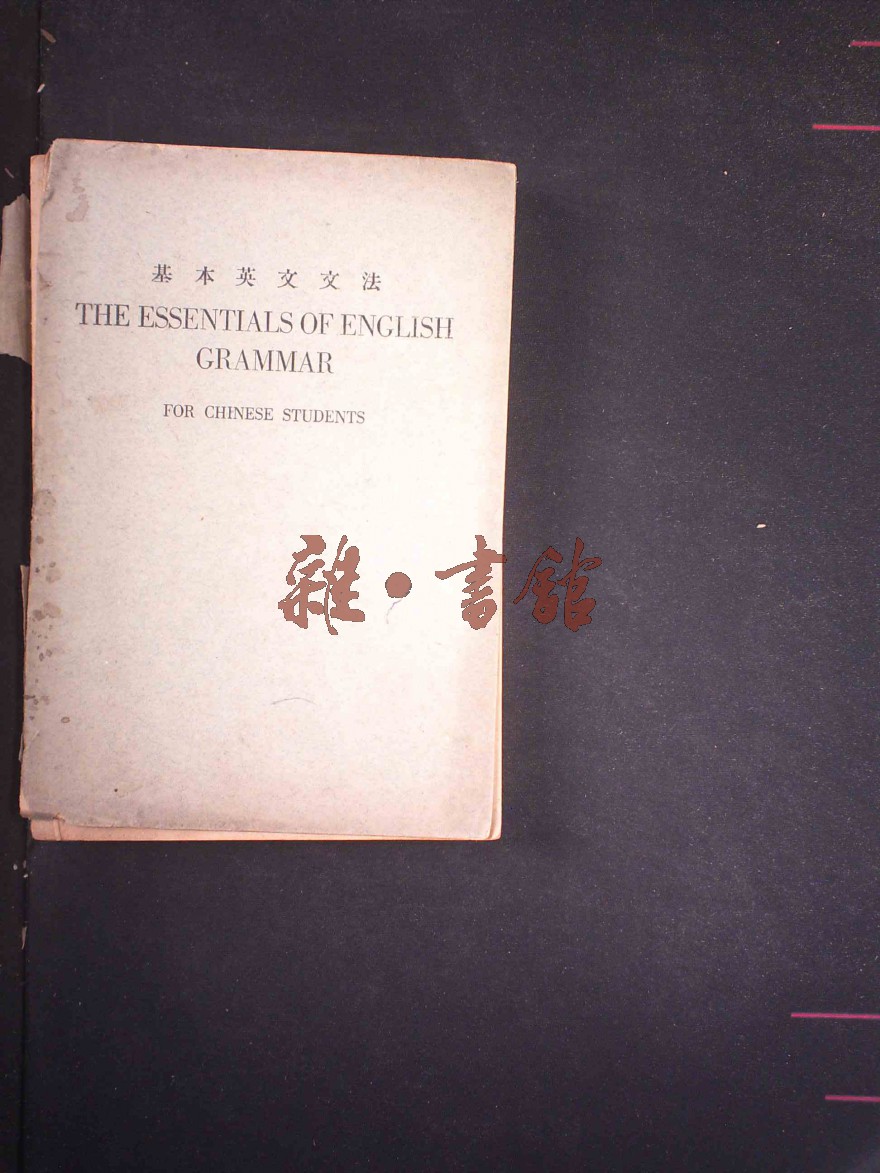 基本英文文法
THE ESSENTIALS OF ENGLISH
GRAMMAR
FOR CHINESE STUDENTS
雜·書館